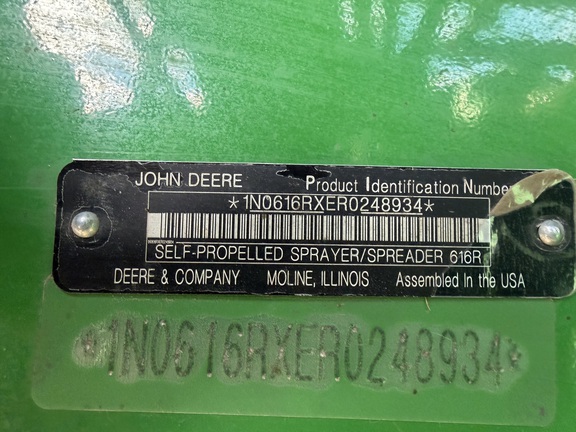 JOHN DEERE Product Identification Number
*1N0616RXER0248934*
SELF-PROPELLED SPRAYER/SPREADER 616R
DEERE & COMPANY MOLINE, ILLINOIS Assembled In the USA
*1N0616RXER0248934*